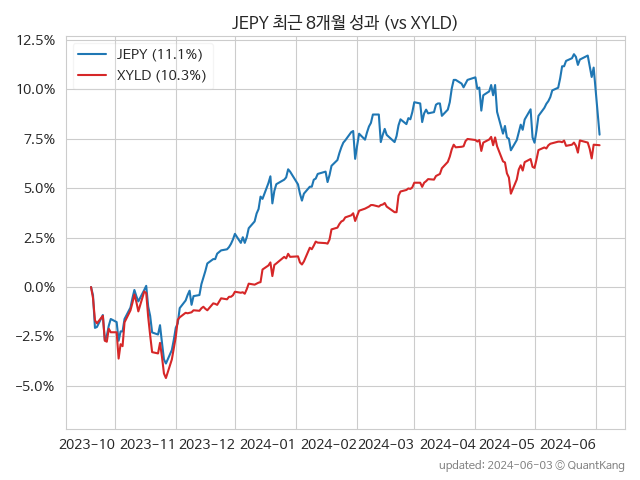 JEPY 최근 8개월 성과 (vs XYLD)
JEPY (11.1%)
XYLD (10.3%)
12.5%
10.0%
7.5%
5.0%
2.5%
0.0%
−2.5%
−5.0%
2023−10 2023−11 2023−12 2024−01 2024−02 2024−03 2024−04 2024−05 2024−06
updated: 2024-06-03 © QuantKang